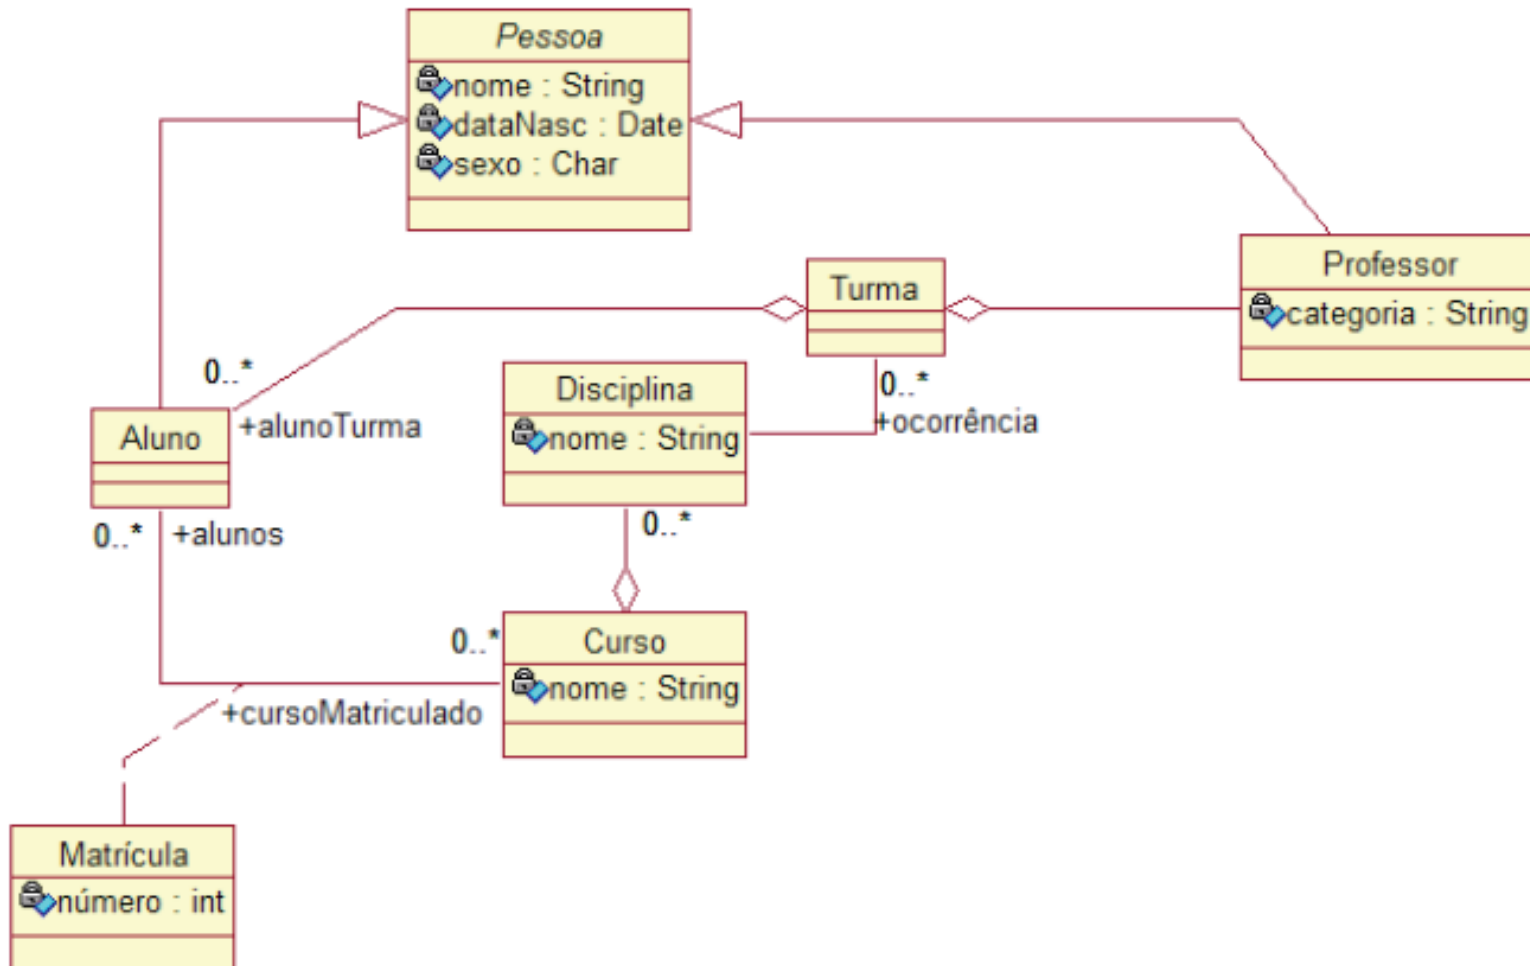 Pessoa
nome : String
dataNasc : Date
sexo : Char
Turma
Professor
categoria : String
0..*
+alunoTurma
Disciplina
nome : String
0..*
+ocorrência
Aluno
0..*
+alunos
0..*
0..*
+cursoMatriculado
Curso
nome : String
Matrícula
número : int